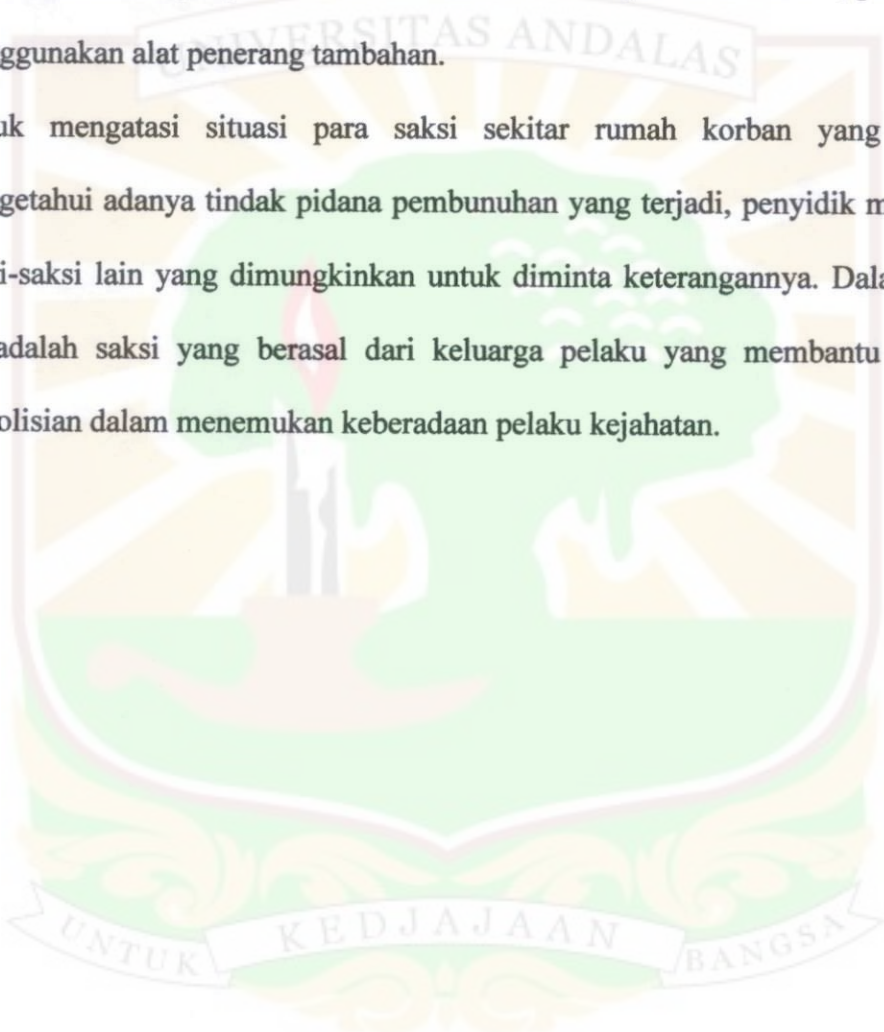 UNIVERSITAS ANDALAS
ggunakan alat penerang tambahan.
uk mengatasi situasi para saksi sekitar rumah korban yang
getahui adanya tindak pidana pembunuhan yang terjadi, penyidik m
i-saksi lain yang dimungkinkan untuk diminta keterangannya. Dala
adalah saksi yang berasal dari keluarga pelaku yang membantu
olisian dalam menemukan keberadaan pelaku kejahatan.
UNTUK KEDJAJAAN BANGSA